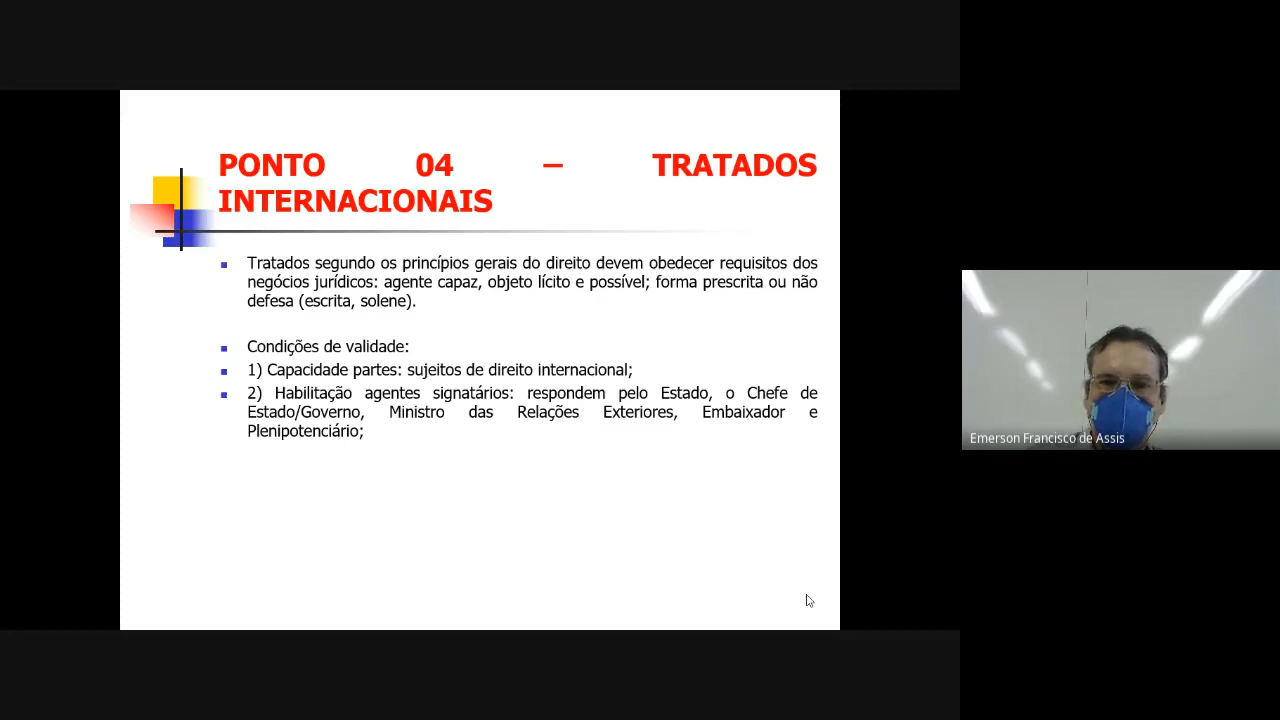 PONTO 04 – TRATADOS
INTERNACIONAIS
Tratados segundo os princípios gerais do direito devem obedecer requisitos dos
negócios jurídicos: agente capaz, objeto lícito e possível; forma prescrita ou não
defesa (escrita, solene).
Condições de validade:
1) Capacidade partes: sujeitos de direito internacional;
2) Habilitação agentes signatários: respondem pelo Estado, o Chefe de
Estado/Governo, Ministro das Relações Exteriores, Embaixador e
Plenipotenciário;
Emerson Francisco de Assis